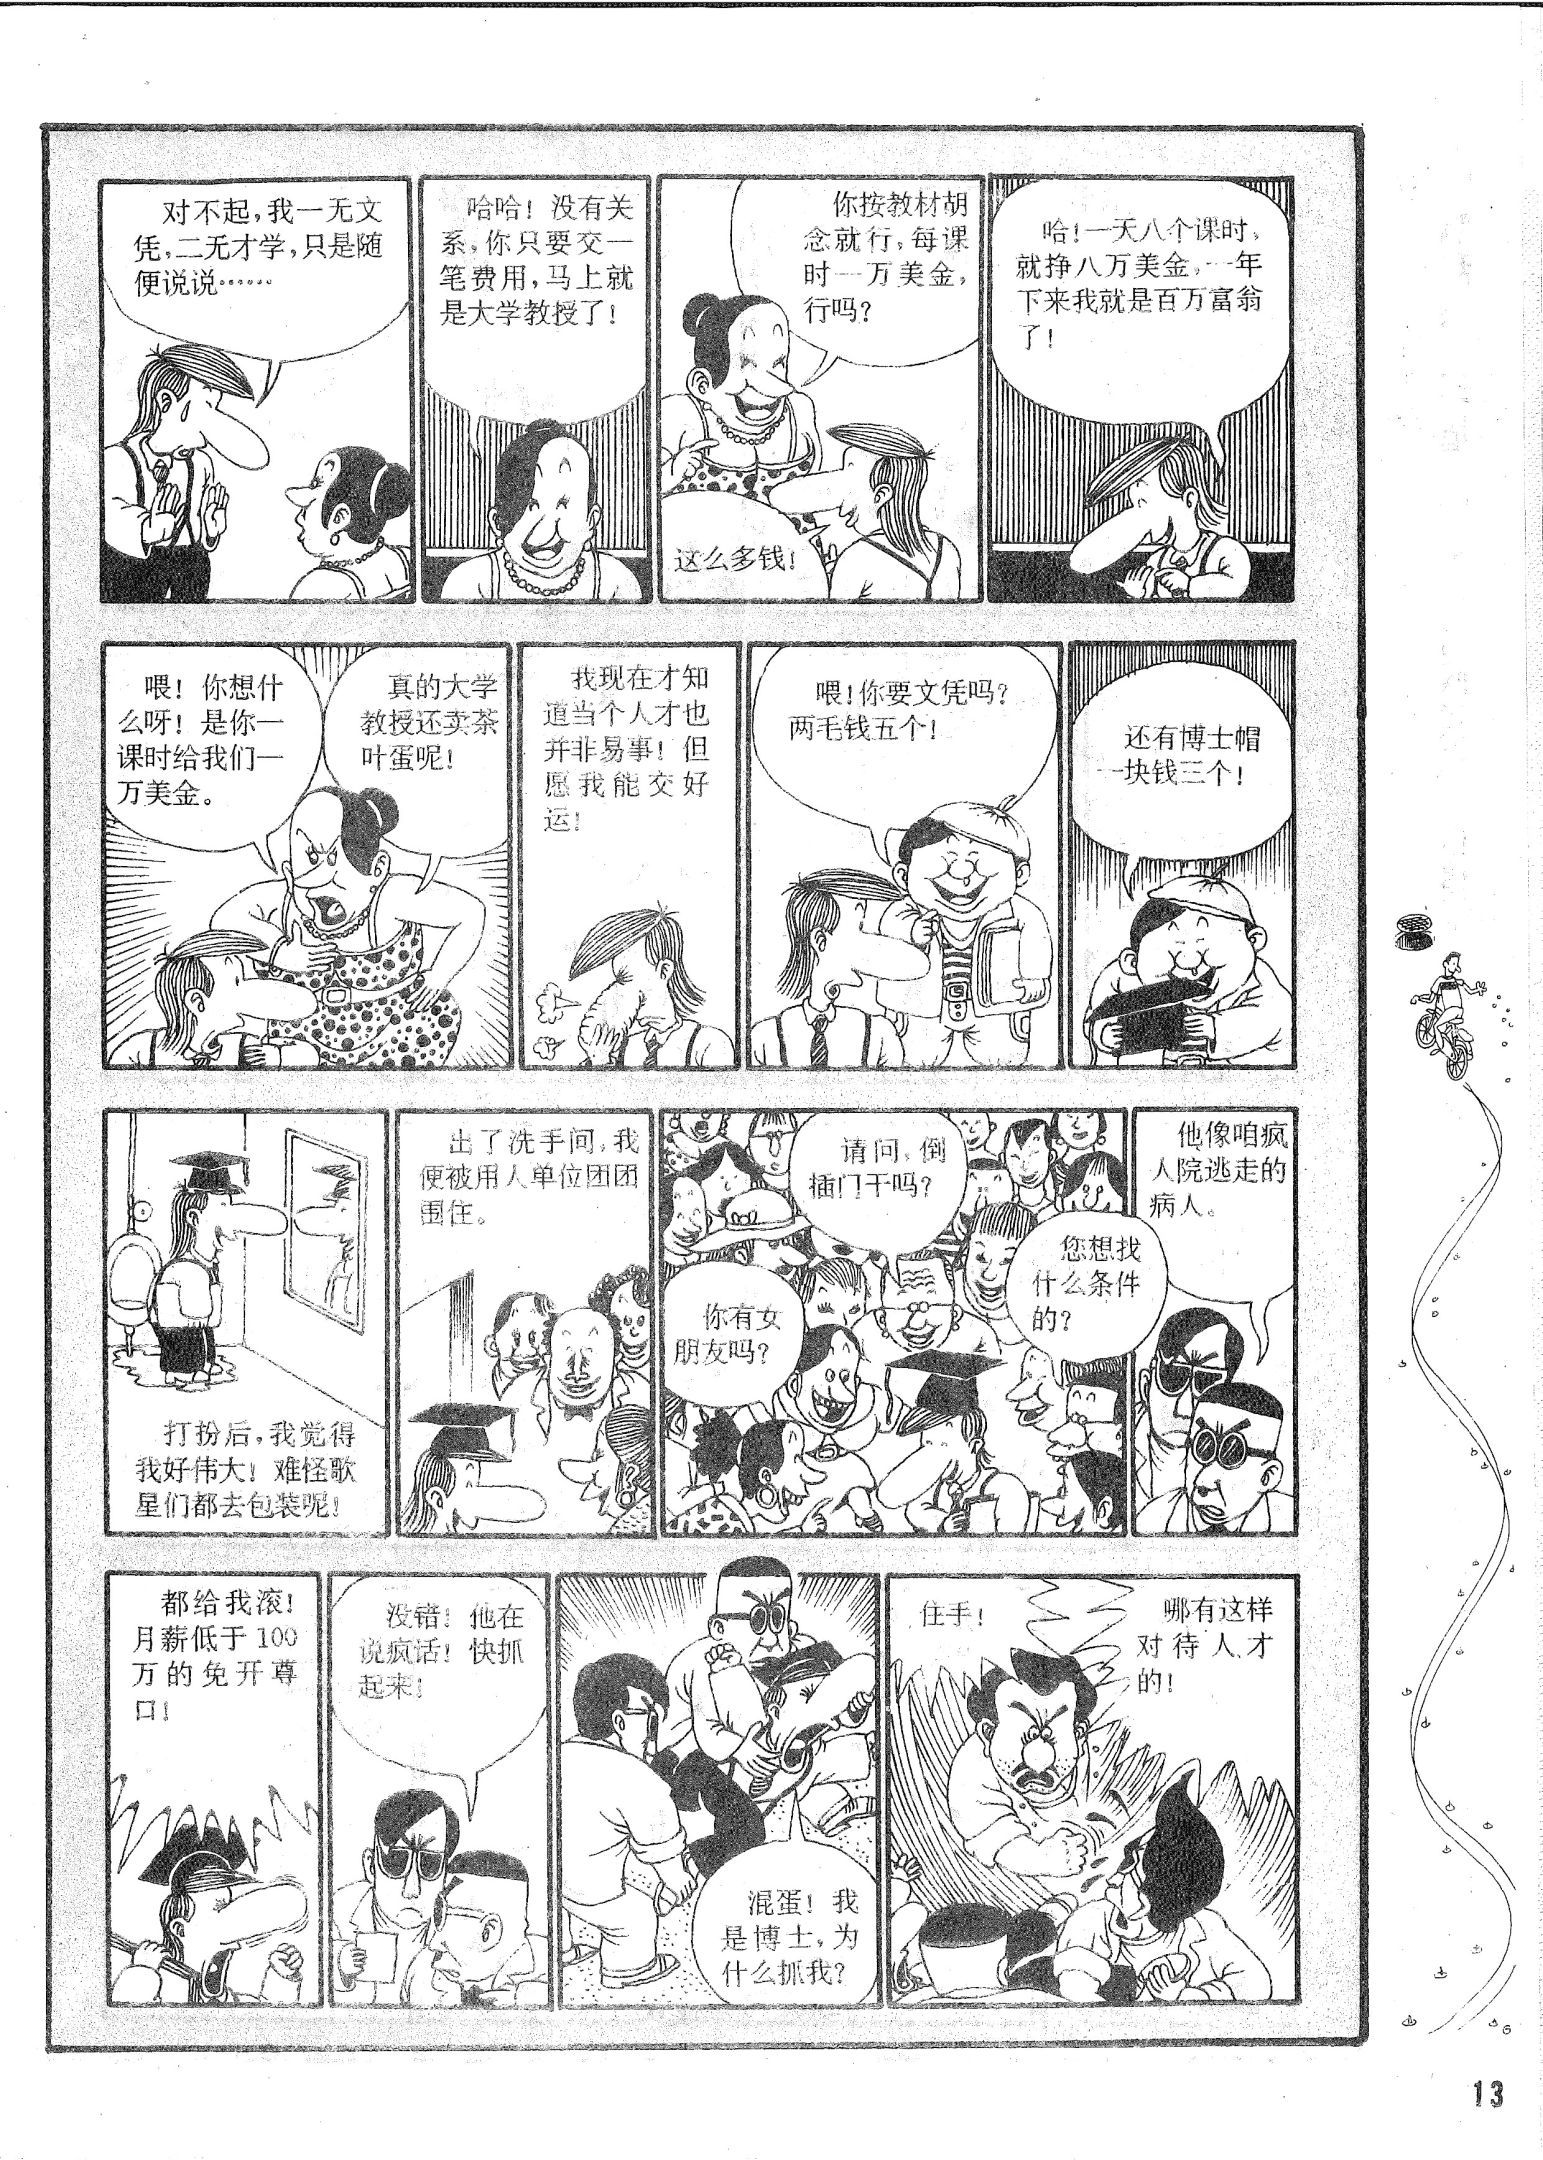 对不起，我一无文
凭，二无才学，只是随
便说说……
哈哈！没有关
系，你只要交一
笔费用，马上就
是大学教授了！
你按教材胡
念就行，每课
时一万美金，
行吗？
这么多钱！
哈！一天八个课时，
就挣八万美金，一年
下来我就是百万富翁
了！
喂！你想什
么呀！是你一
课时给我们一
万美金。
真的大学
教授还卖茶
叶蛋呢！
我现在才知
道当个人才也
并非易事！但
愿我能交好
运！
喂！你要文凭吗？
两毛钱五个！
还有博士帽
一块钱三个！
打扮后，我觉得
我好伟大！难怪歌
星们都去包装呢！
出了洗手间，我
便被用人单位团团
围住。
请问，倒
插门干吗？
你有女
朋友吗？
您想找
什么条件
的？
他像咱疯
人院逃走的
病人。
都给我滚！
月薪低于100
万的免开尊
口！
没错！他在
说疯话！快抓
起来！
混蛋！我
是博士，为
什么抓我？
住手！
哪有这样
对待人才
的！
13